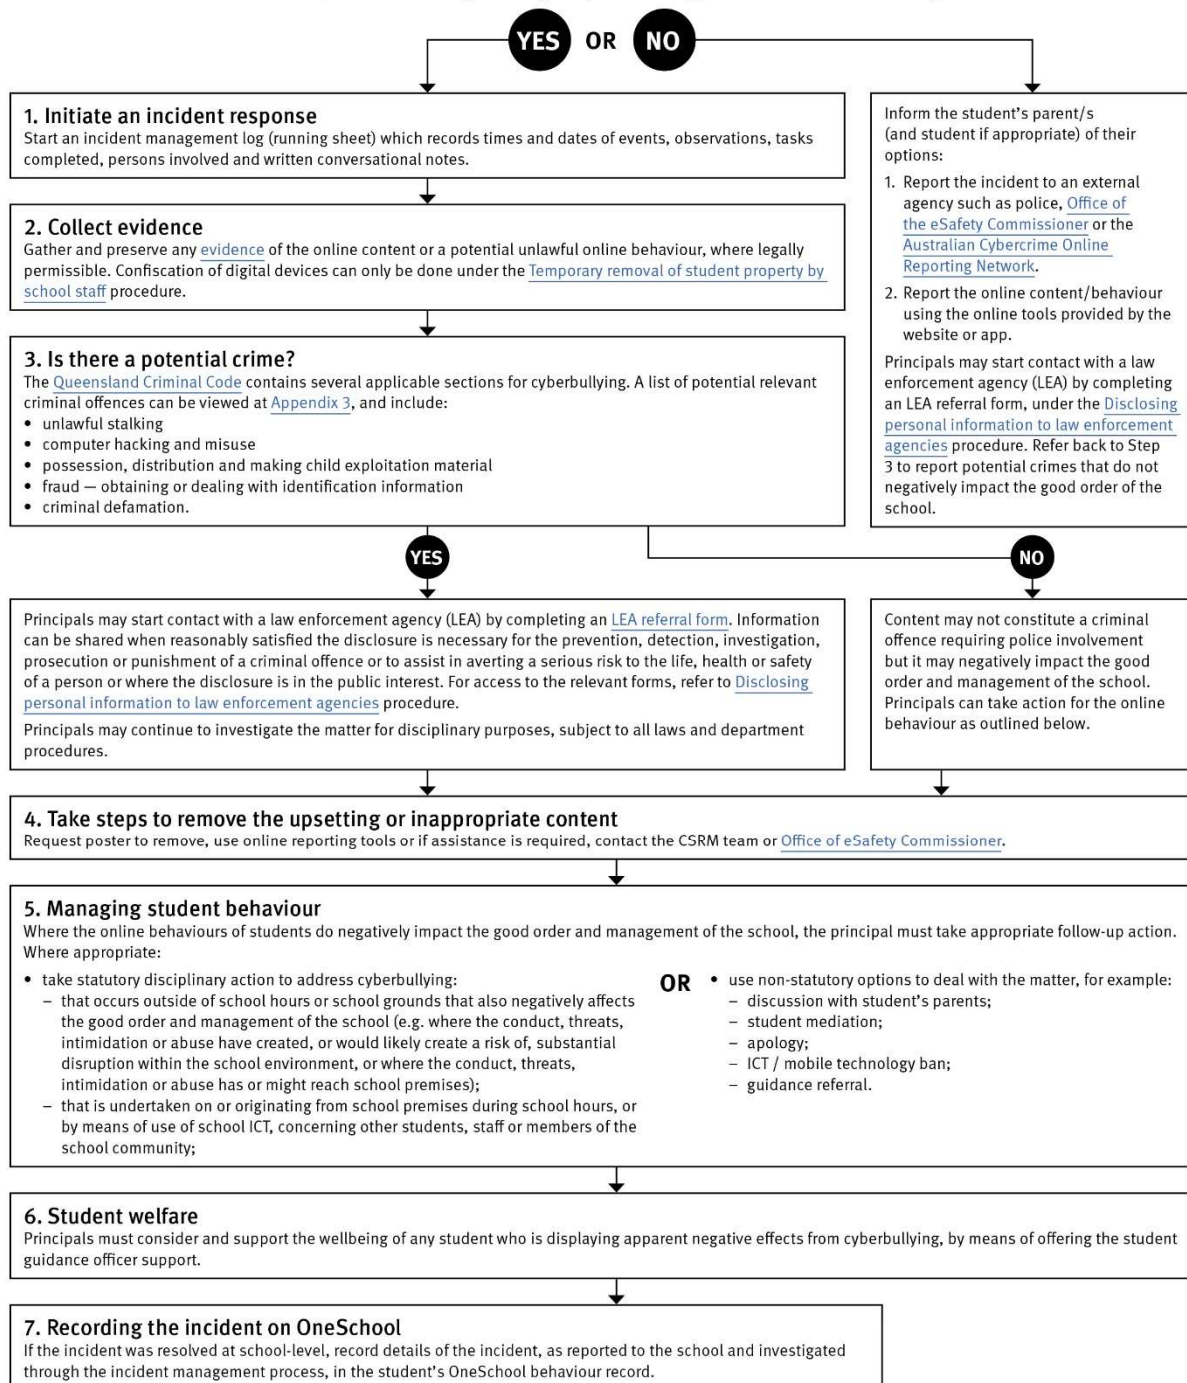 YES OR NO
1. Initiate an incident response
Start an incident management log (running sheet) which records times and dates of events, observations, tasks
completed, persons involved and written conversational notes.
2. Collect evidence
Gather and preserve any evidence of the online content or a potential unlawful online behaviour, where legally
permissible. Confiscation of digital devices can only be done under the Temporary removal of student property by
school staff procedure.
3. Is there a potential crime?
The Queensland Criminal Code contains several applicable sections for cyberbullying. A list of potential relevant
criminal offences can be viewed at Appendix 3, and include:
• unlawful stalking
• computer hacking and misuse
• possession, distribution and making child exploitation material
• fraud — obtaining or dealing with identification information
• criminal defamation.
Inform the student's parent/s
(and student if appropriate) of their
options:
1. Report the incident to an external
agency such as police, Office of
the eSafety Commissioner or the
Australian Cybercrime Online
Reporting Network.
2. Report the online content/behaviour
using the online tools provided by the
website or app.
Principals may start contact with a law
enforcement agency (LEA) by completing
an LEA referral form, under the Disclosing
personal information to law enforcement
agencies procedure. Refer back to Step
3 to report potential crimes that do not
negatively impact the good order of the
school.
YES
NO
Principals may start contact with a law enforcement agency (LEA) by completing an LEA referral form. Information
can be shared when reasonably satisfied the disclosure is necessary for the prevention, detection, investigation,
prosecution or punishment of a criminal offence or to assist in averting a serious risk to the life, health or safety
of a person or where the disclosure is in the public interest. For access to the relevant forms, refer to Disclosing
personal information to law enforcement agencies procedure.
Principals may continue to investigate the matter for disciplinary purposes, subject to all laws and department
procedures.
Content may not constitute a criminal
offence requiring police involvement
but it may negatively impact the good
order and management of the school.
Principals can take action for the online
behaviour as outlined below.
4. Take steps to remove the upsetting or inappropriate content
Request poster to remove, use online reporting tools or if assistance is required, contact the CSRM team or Office of eSafety Commissioner.
5. Managing student behaviour
Where the online behaviours of students do negatively impact the good order and management of the school, the principal must take appropriate follow-up action.
Where appropriate:
• take statutory disciplinary action to address cyberbullying:
– that occurs outside of school hours or school grounds that also negatively affects
the good order and management of the school (e.g. where the conduct, threats,
intimidation or abuse have created, or would likely create a risk of, substantial
disruption within the school environment, or where the conduct, threats,
intimidation or abuse has or might reach school premises);
– that is undertaken on or originating from school premises during school hours, or
by means of use of school ICT, concerning other students, staff or members of the
school community;
OR
• use non-statutory options to deal with the matter, for example:
– discussion with student's parents;
– student mediation;
– apology;
– ICT / mobile technology ban;
– guidance referral.
6. Student welfare
Principals must consider and support the wellbeing of any student who is displaying apparent negative effects from cyberbullying, by means of offering the student
guidance officer support.
7. Recording the incident on OneSchool
If the incident was resolved at school-level, record details of the incident, as reported to the school and investigated
through the incident management process, in the student's OneSchool behaviour record.